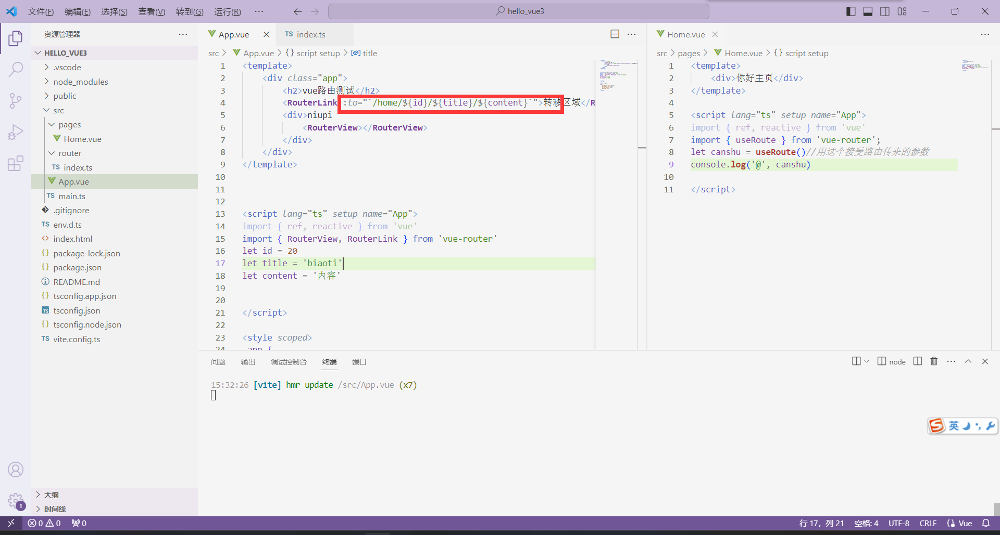 文件(F) 编辑(E) 选择(S) 查看(V) 转到(G) 运行(R) ··· hello_vue3
资源管理器 ···
HELLO_VUE3
.vscode
node_modules
public
src
pages
Home.vue
router
TS index.ts
App.vue
TS main.ts
.gitignore
TS env.d.ts
<> index.html
{} package-lock.json
{} package.json
README.md
{} tsconfig.app.json
TS tsconfig.json
{} tsconfig.node.json
TS vite.config.ts
大纲
时间线
App.vue TS index.ts
src > App.vue > {} script setup > title
1 <template>
2 <div class="app">
3 <h2>vue路由测试</h2>
4 <RouterLink :to="`/home/${id}/${title}/${content}`">转移区域</R
5 <div>niupi
6 <RouterView></RouterView>
7 </div>
8 </div>
9 </template>
10
11
12
13 <script lang="ts" setup name="App">
14 import { ref, reactive } from 'vue'
15 import { RouterView, RouterLink } from 'vue-router'
16 let id = 20
17 let title = 'biaoti'
18 let content = '内容'
19
20
21 </script>
22
23 <style scoped>
24 .app {
Home.vue
src > pages > Home.vue > {} script setup
1 <template>
2 <div>你好主页</div>
3 </template>
4
5 <script lang="ts" setup name="App">
6 import { ref, reactive } from 'vue'
7 import { useRoute } from 'vue-router';
8 let canshu = useRoute()//用这个接受路由传来的参数
9 console.log('@', canshu)
10
11 </script>
问题 输出 调试控制台 终端 端口 node
15:32:26 [vite] hmr update /src/App.vue (x7)
S 英
1
0 0 0 行 17，列 21 空格: 4 UTF-8 CRLF {} Vue